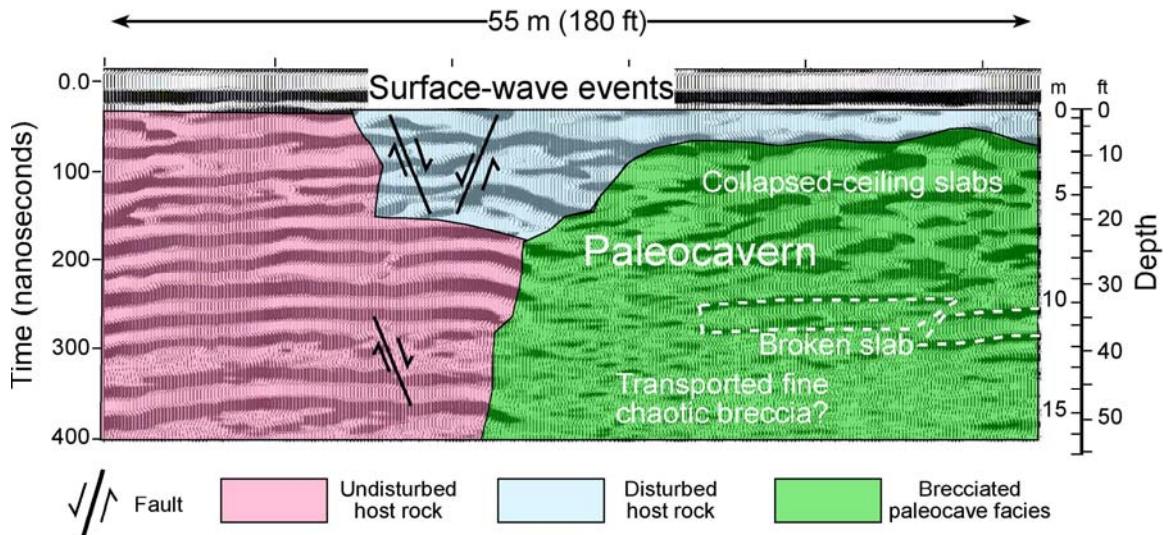 55 m (180 ft)
Surface-wave events
0.0
100
200
300
400
Time (nanoseconds)
m
ft
0
0
10
5
20
30
10
40
15
50
Depth
Collapsed-ceiling slabs
Paleocavern
Broken slab
Transported fine
chaotic breccia?
Fault
Undisturbed
host rock
Disturbed
host rock
Brecciated
paleocave facies